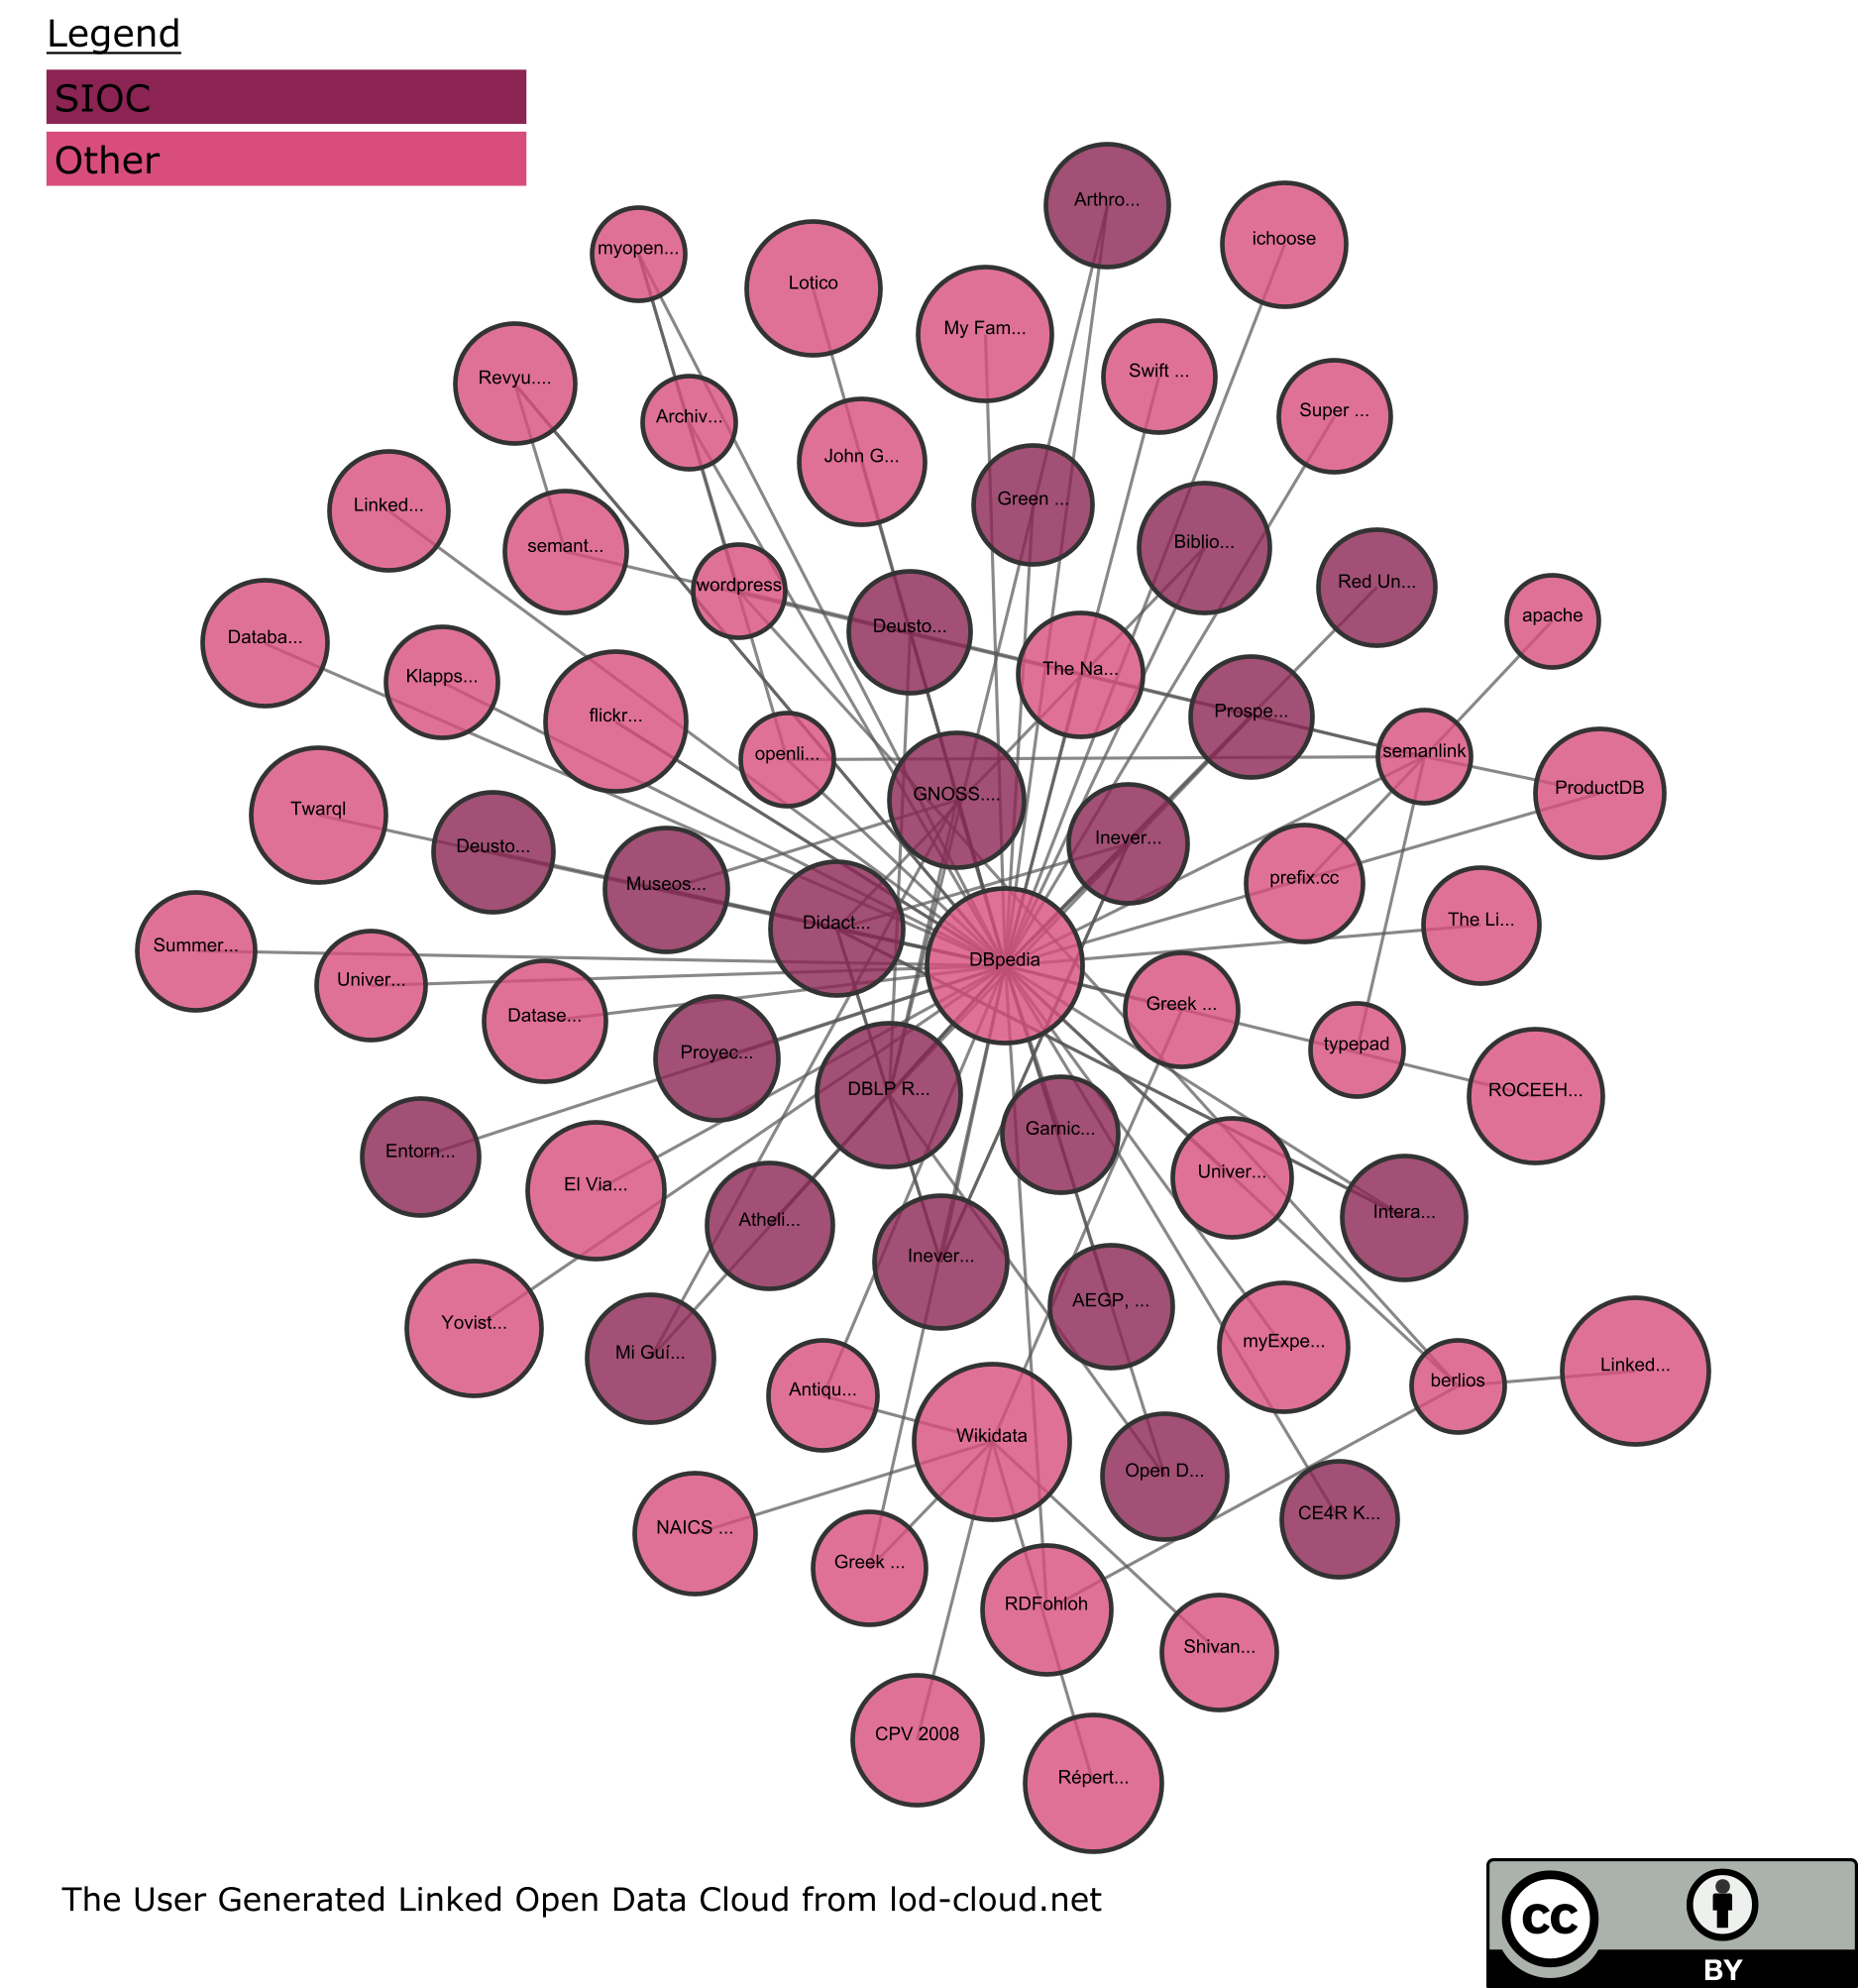 Legend
SIOC
Other
Arthro...
ichoose
myopen...
Lotico
My Fam...
Swift ...
Revyu....
Super ...
Archiv...
John G...
Green ...
Linked...
semant...
Biblio...
wordpress
Red Un...
apache
Deusto...
Databa...
The Na...
Klapps...
flickr...
Prospe...
openli...
semanlink
ProductDB
GNOSS....
Twarql
Inever...
Deusto...
Museos...
prefix.cc
Didact...
The Li...
Summer...
DBpedia
Univer...
Greek ...
Datase...
typepad
Proyec...
DBLP R...
ROCEEH...
Garnic...
Entorn...
Univer...
El Via...
Intera...
Atheli...
Inever...
AEGP, ...
Yovist...
myExpe...
Mi Guí...
Linked...
berlios
Antiqu...
Wikidata
Open D...
CE4R K...
NAICS ...
Greek ...
RDFohloh
Shivan...
CPV 2008
Répert...
The User Generated Linked Open Data Cloud from lod-cloud.net
cc
BY